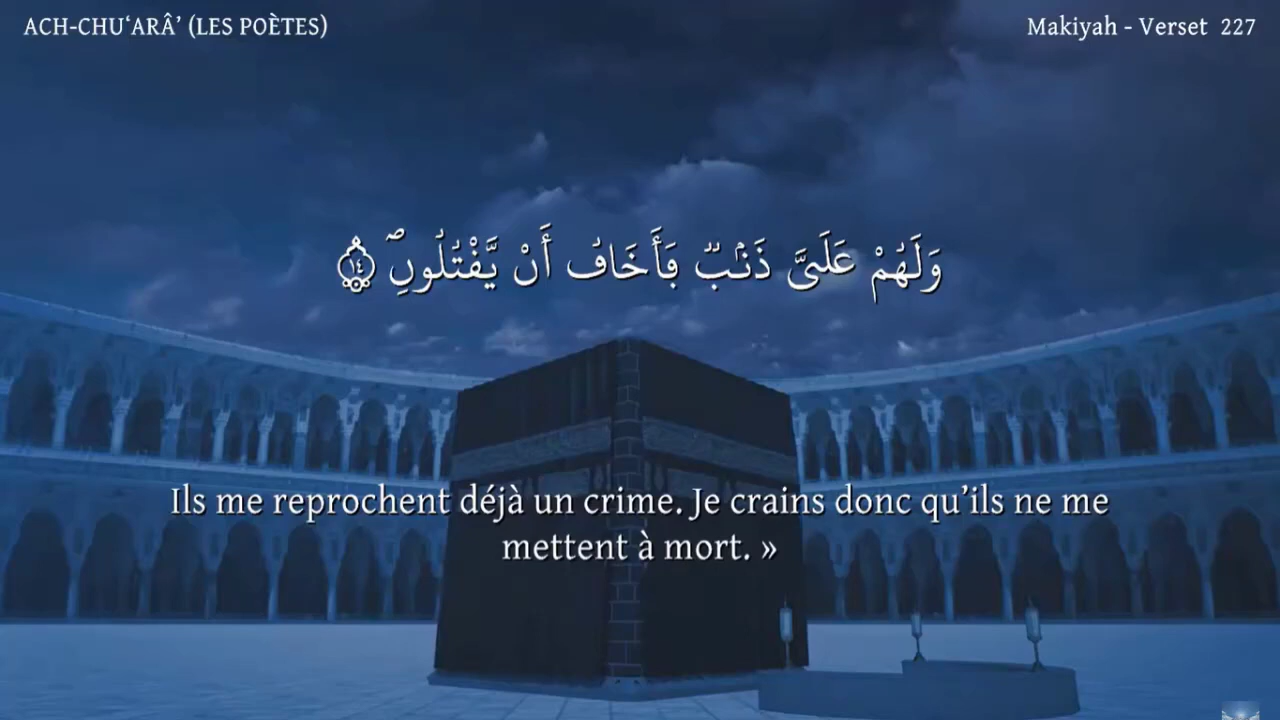 ACH-CHU‘ARÂ’ (LES POÈTES)
Makiyah - Verset 227
وَلَهُمْ عَلَيَّ ذَنۢبٌ فَأَخَافُ أَنْ يَّقْتُلُونِ ۝١٤
Ils me reprochent déjà un crime. Je crains donc qu’ils ne me
mettent à mort. »